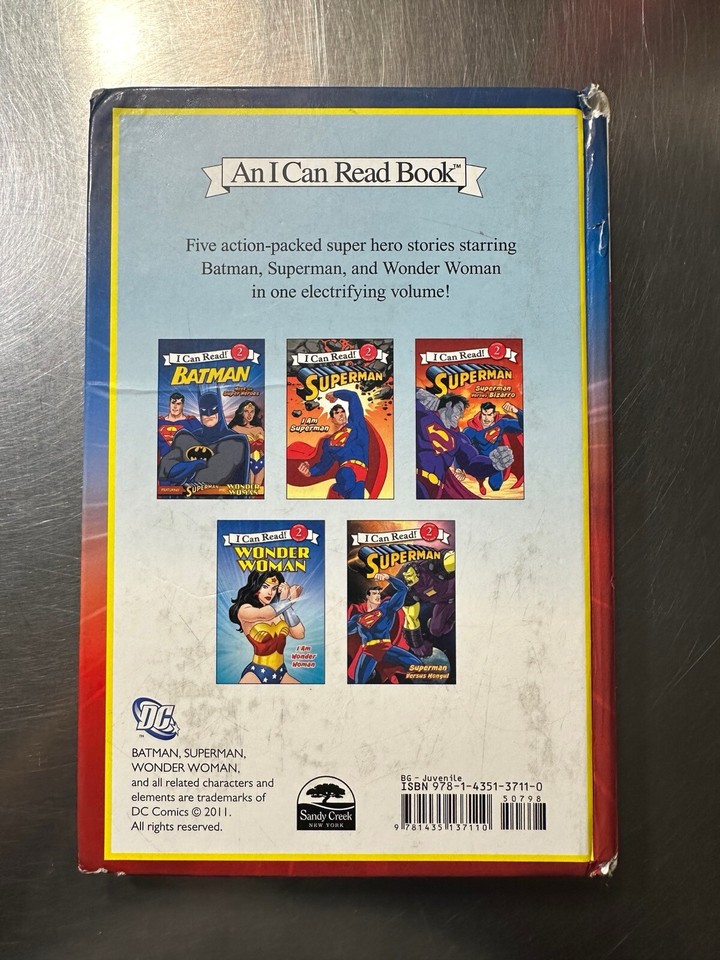 An I Can Read Book™
Five action-packed super hero stories starring
Batman, Superman, and Wonder Woman
in one electrifying volume!
I Can Read! 2
BATMAN
SUPERMAN
WONDER
WOMAN
I Can Read! 2
SUPERMAN
I Am
Superman
I Can Read! 2
SUPERMAN
Superman
Versus Bizarro
I Can Read! 2
WONDER
WOMAN
I Am
Wonder
Woman
I Can Read! 2
SUPERMAN
Superman
Versus Mongul
DC
TM
BATMAN, SUPERMAN,
WONDER WOMAN,
and all related characters and
elements are trademarks of
DC Comics © 2011.
All rights reserved.
Sandy Creek
NEW YORK
BG - Juvenile
ISBN 978-1-4351-3711-0
50798
9 781435 137110